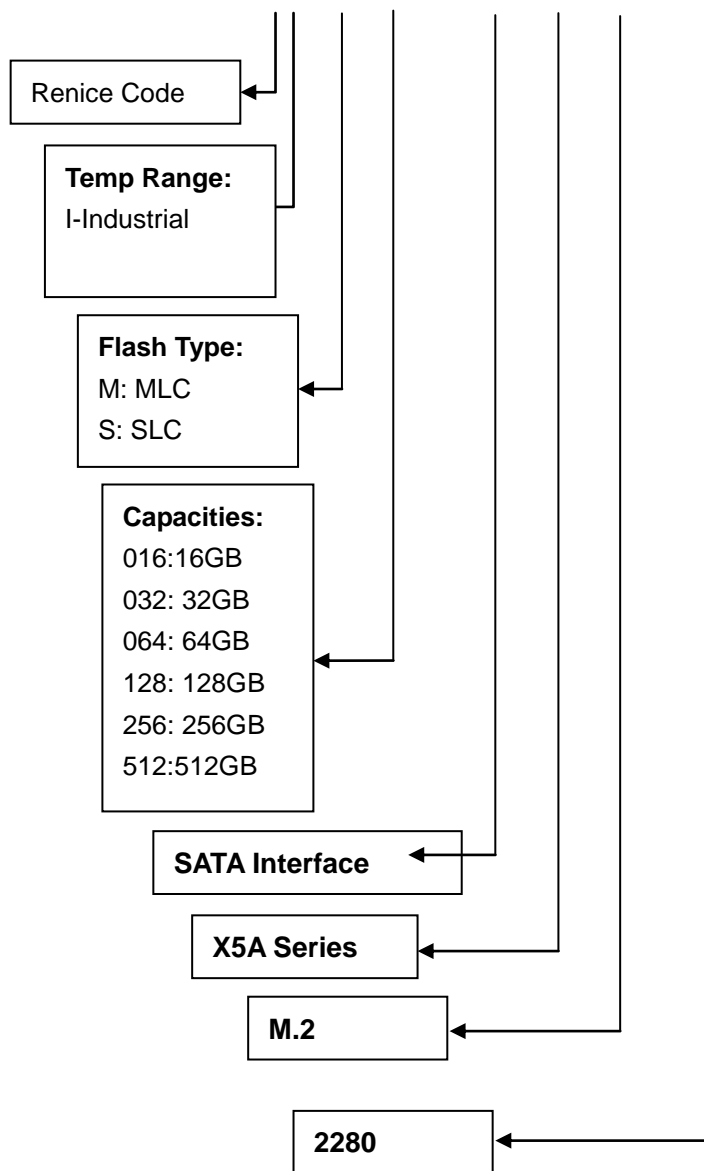 Renice Code
Temp Range:
I-Industrial
Flash Type:
M: MLC
S: SLC
Capacities:
016:16GB
032: 32GB
064: 64GB
128: 128GB
256: 256GB
512:512GB
SATA Interface
X5A Series
M.2
2280